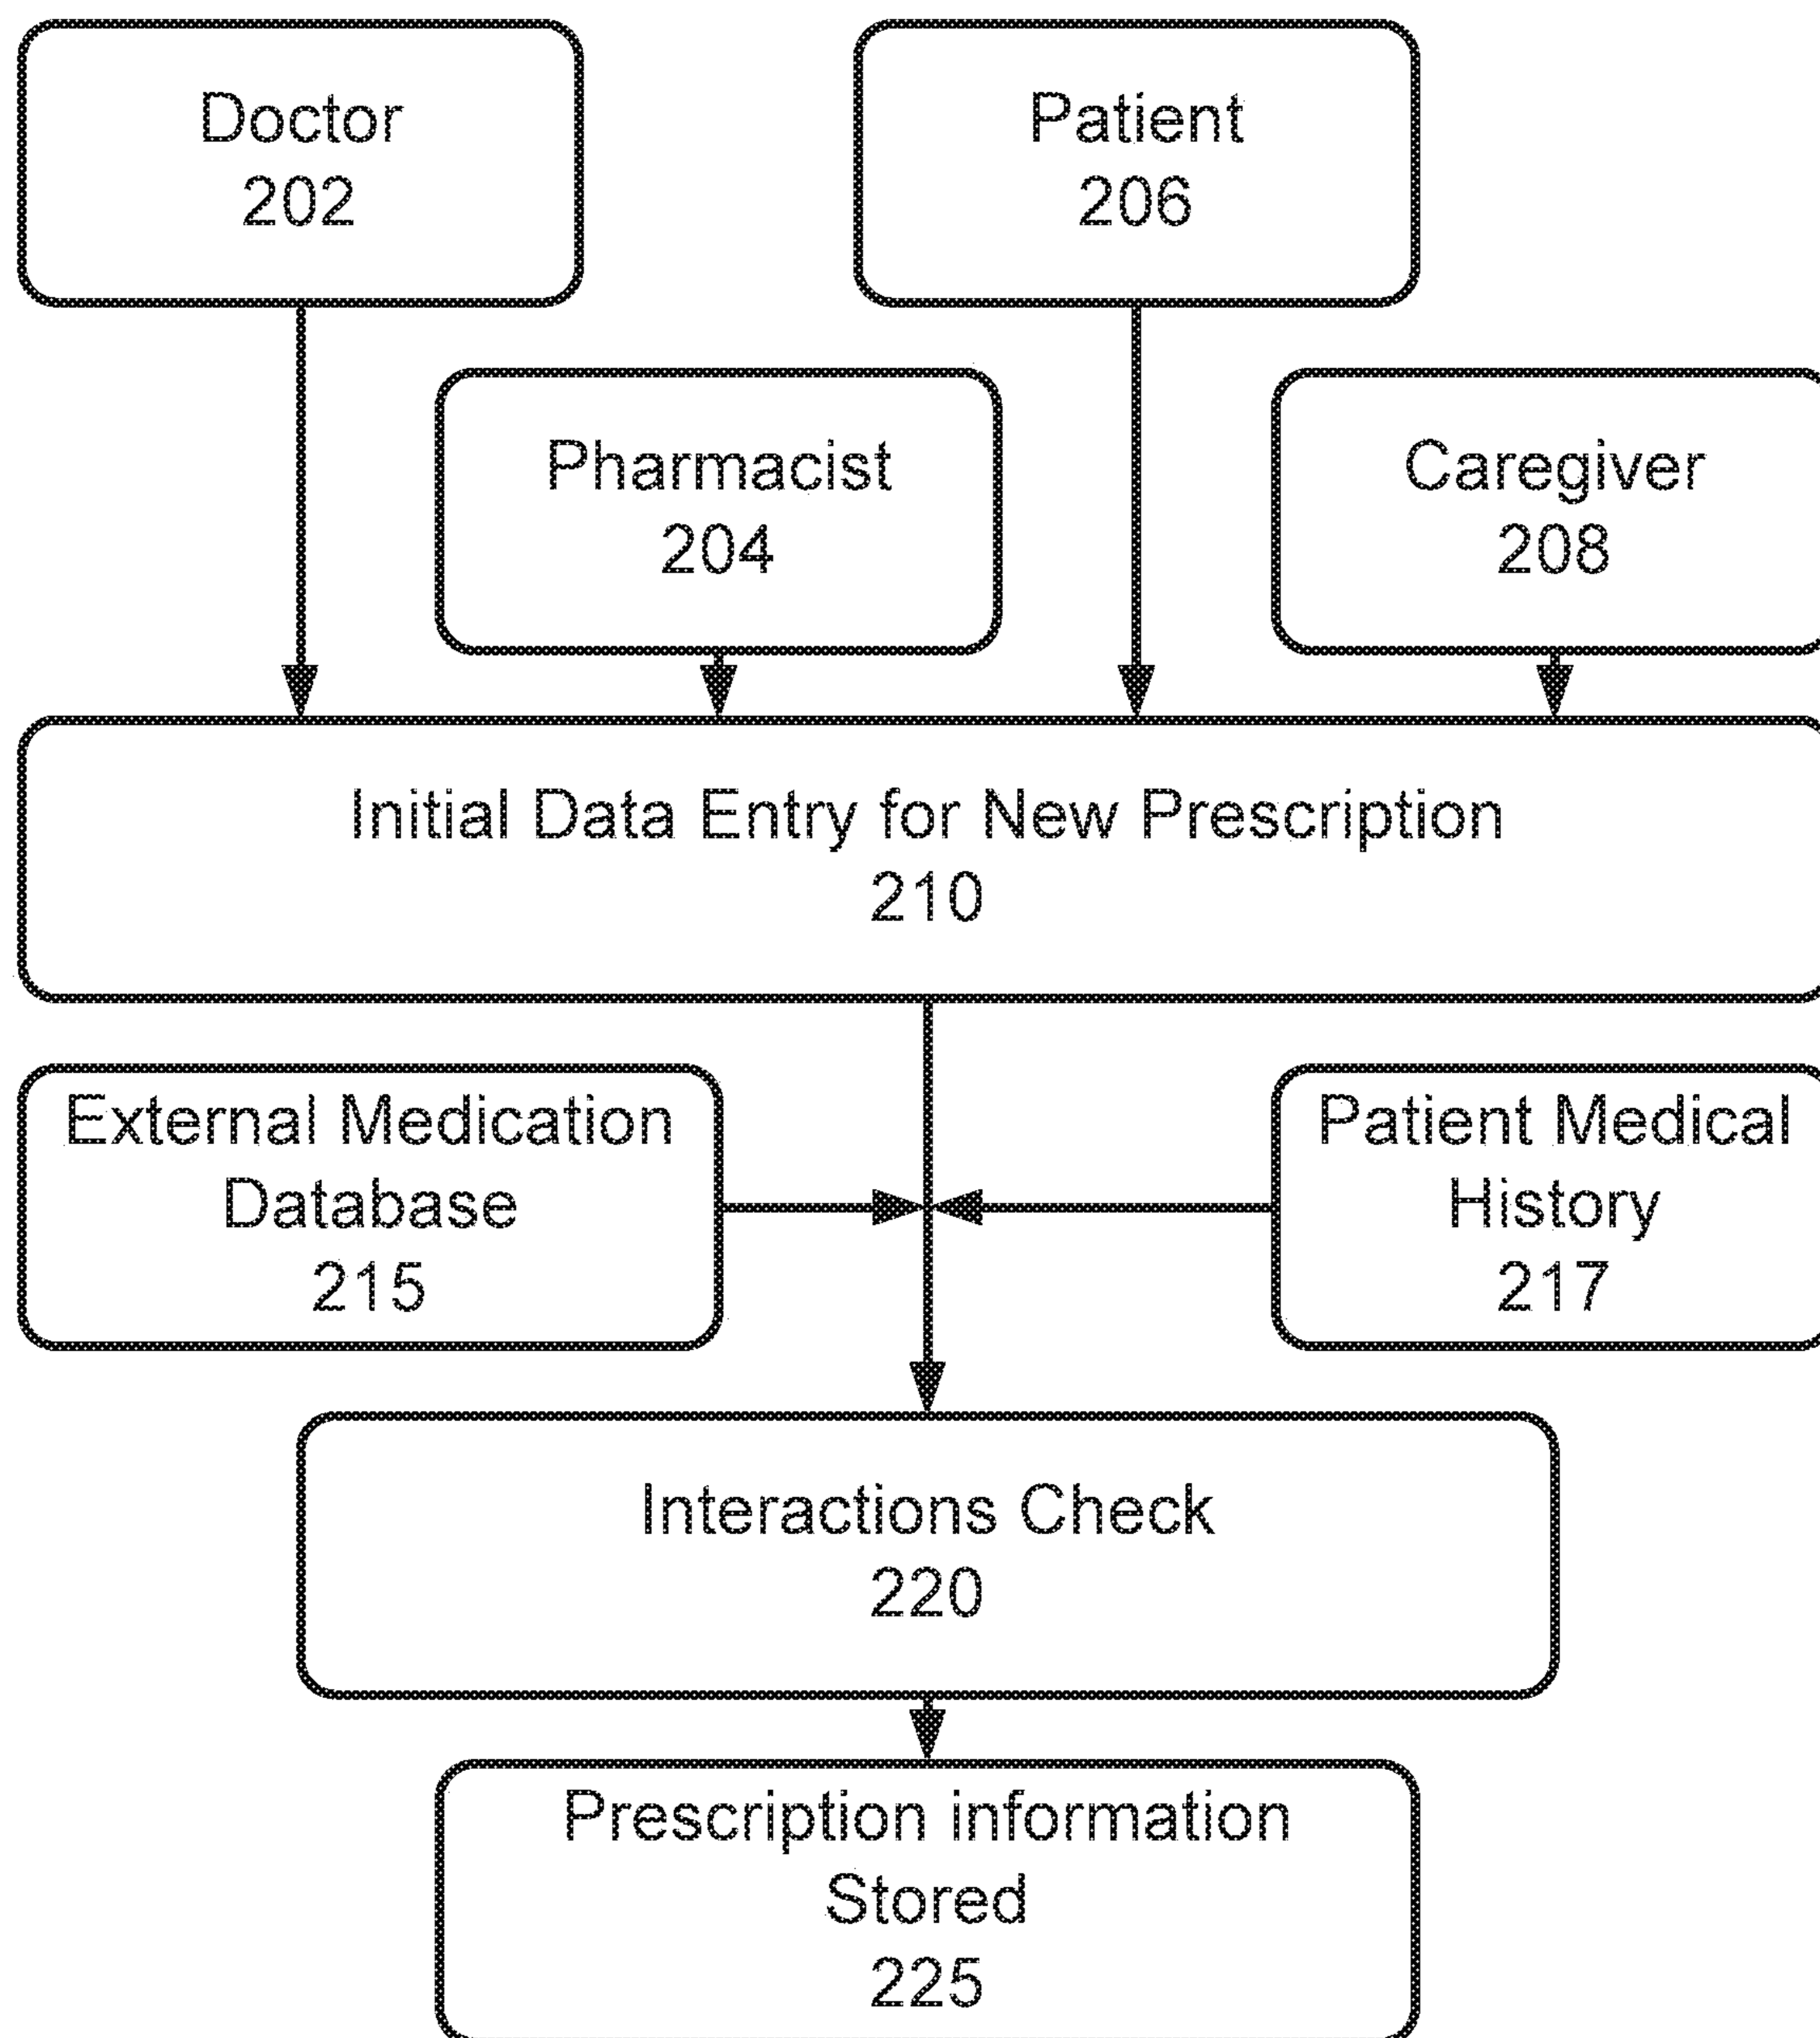 Doctor
202
Patient
206
Pharmacist
204
Caregiver
208
Initial Data Entry for New Prescription
210
External Medication
Database
215
Patient Medical
History
217
Interactions Check
220
Prescription information
Stored
225